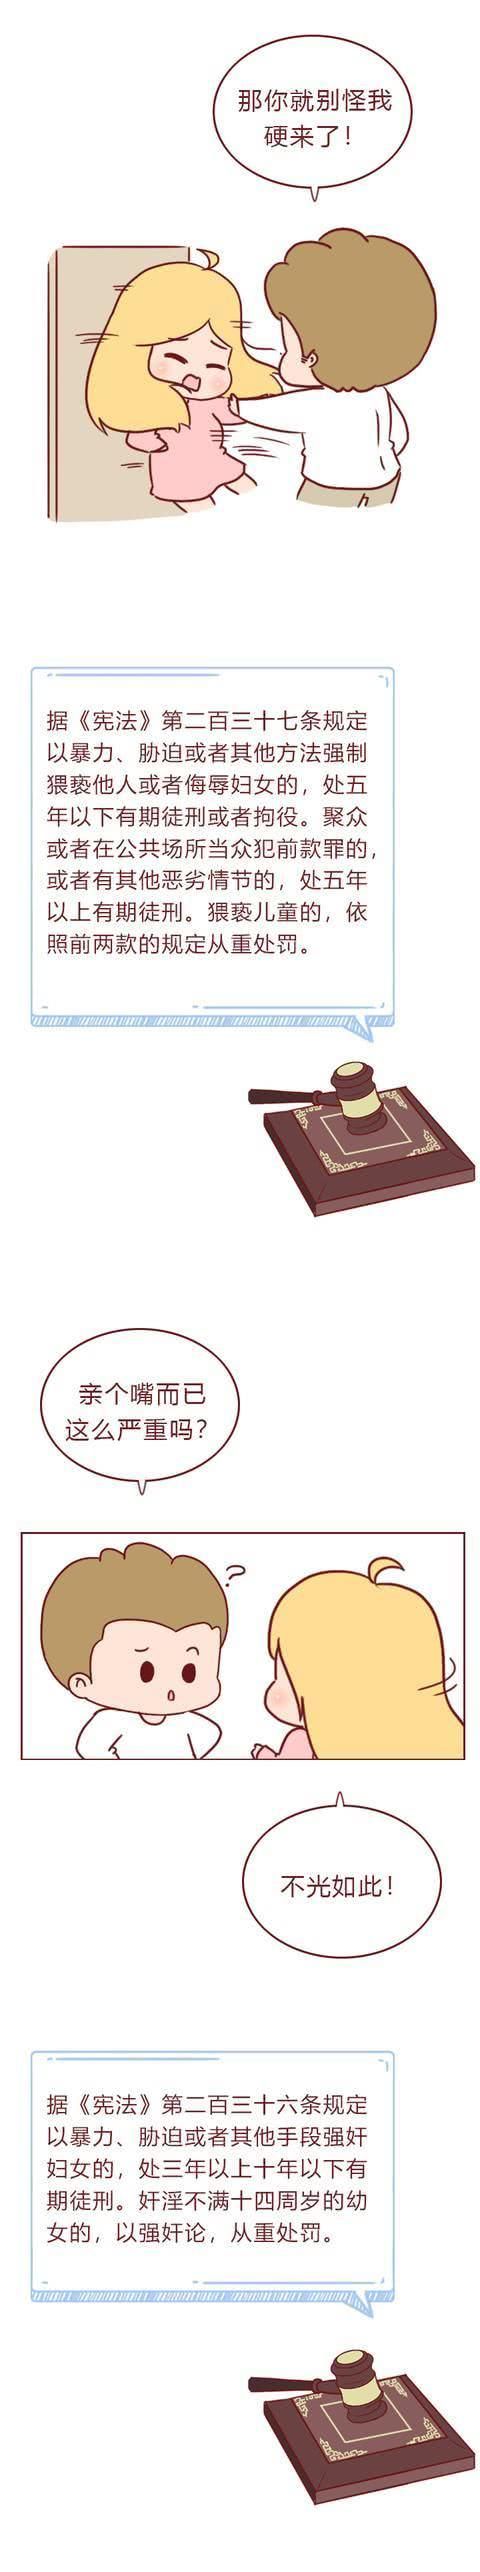 那你就别怪我
硬来了！
据《宪法》第二百三十七条规定
以暴力、胁迫或者其他方法强制
猥亵他人或者侮辱妇女的，处五
年以下有期徒刑或者拘役。聚众
或者在公共场所当众犯前款罪的，
或者有其他恶劣情节的，处五年
以上有期徒刑。猥亵儿童的，依
照前两款的规定从重处罚。
亲个嘴而已
这么严重吗？
?
不光如此！
据《宪法》第二百三十六条规定
以暴力、胁迫或者其他手段强奸
妇女的，处三年以上十年以下有
期徒刑。奸淫不满十四周岁的幼
女的，以强奸论，从重处罚。